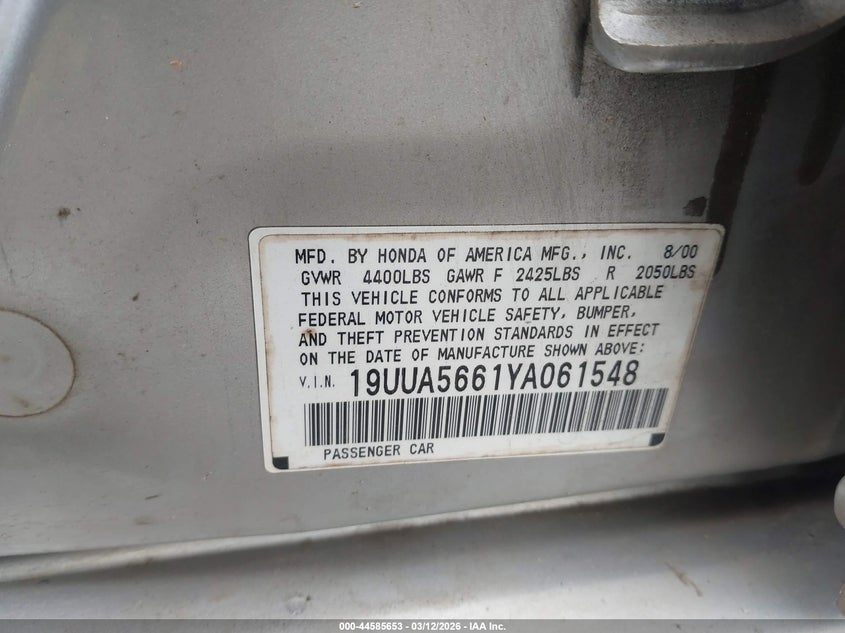 MFD. BY HONDA OF AMERICA MFG., INC. 8/00
GVWR 4400LBS GAWR F 2425LBS R 2050LBS
THIS VEHICLE CONFORMS TO ALL APPLICABLE
FEDERAL MOTOR VEHICLE SAFETY, BUMPER,
AND THEFT PREVENTION STANDARDS IN EFFECT
ON THE DATE OF MANUFACTURE SHOWN ABOVE:
V.I.N. 19UUA5661YA061548
PASSENGER CAR
000-44585653 - 03/12/2026 - IAA Inc.